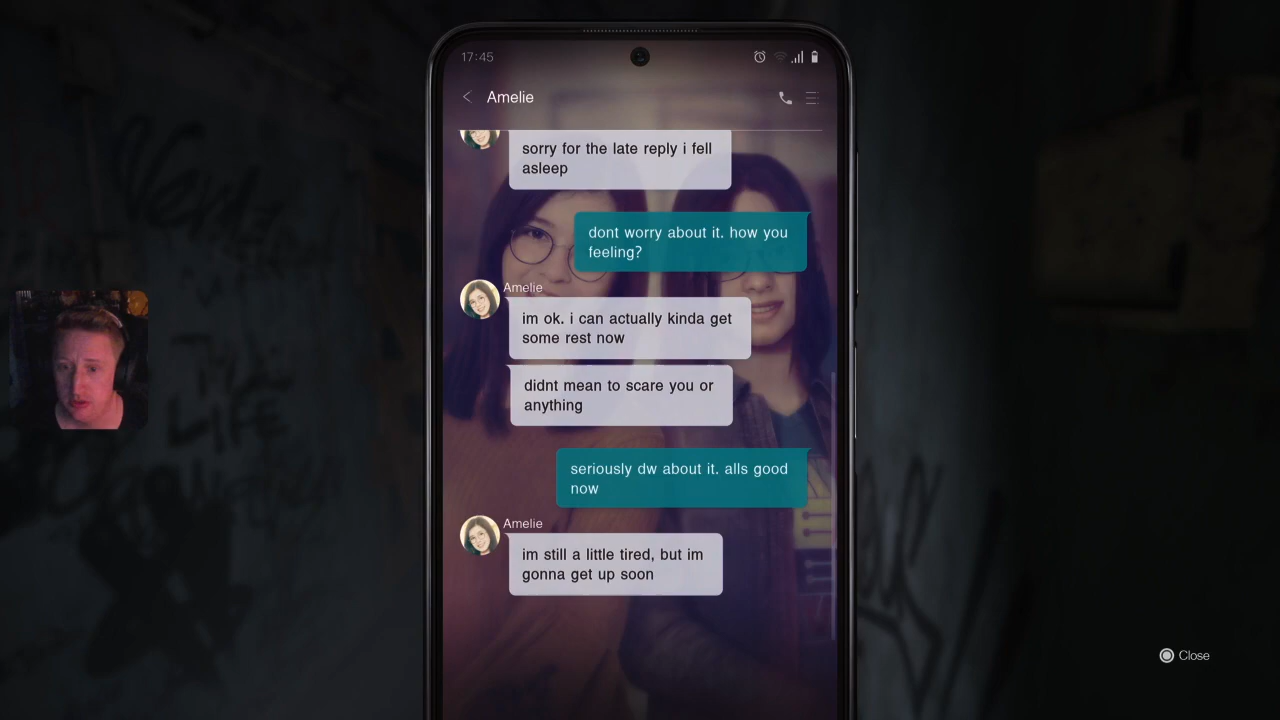 17:45
Amelie
sorry for the late reply i fell
asleep
dont worry about it. how you
feeling?
Amelie
im ok. i can actually kinda get
some rest now
didnt mean to scare you or
anything
seriously dw about it. alls good
now
Amelie
im still a little tired, but im
gonna get up soon
LIFE
Close